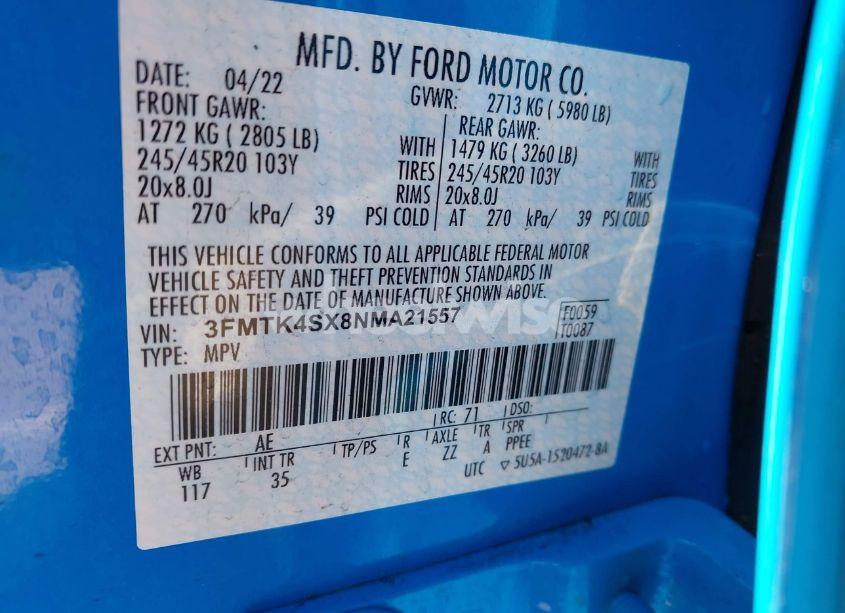 MFD. BY FORD MOTOR CO.
DATE: 04/22 GVWR: 2713 KG ( 5980 LB)
FRONT GAWR: REAR GAWR:
1272 KG ( 2805 LB) WITH 1479 KG ( 3260 LB) WITH
245/45R20 103Y TIRES 245/45R20 103Y TIRES
20x8.0J RIMS 20x8.0J RIMS
AT 270 kPa/ 39 PSI COLD AT 270 kPa/ 39 PSI COLD
THIS VEHICLE CONFORMS TO ALL APPLICABLE FEDERAL MOTOR
VEHICLE SAFETY AND THEFT PREVENTION STANDARDS IN
EFFECT ON THE DATE OF MANUFACTURE SHOWN ABOVE.
VIN: 3FMTK4SX8NMA21557 F0059
TYPE: MPV T0087
EXT PNT: AE RC: 71 DSO:
WB INT TR TP/PS R AXLE TR SPR
117 35 E ZZ A PPEE
UTC ▽ 5U5A-1520472-BA